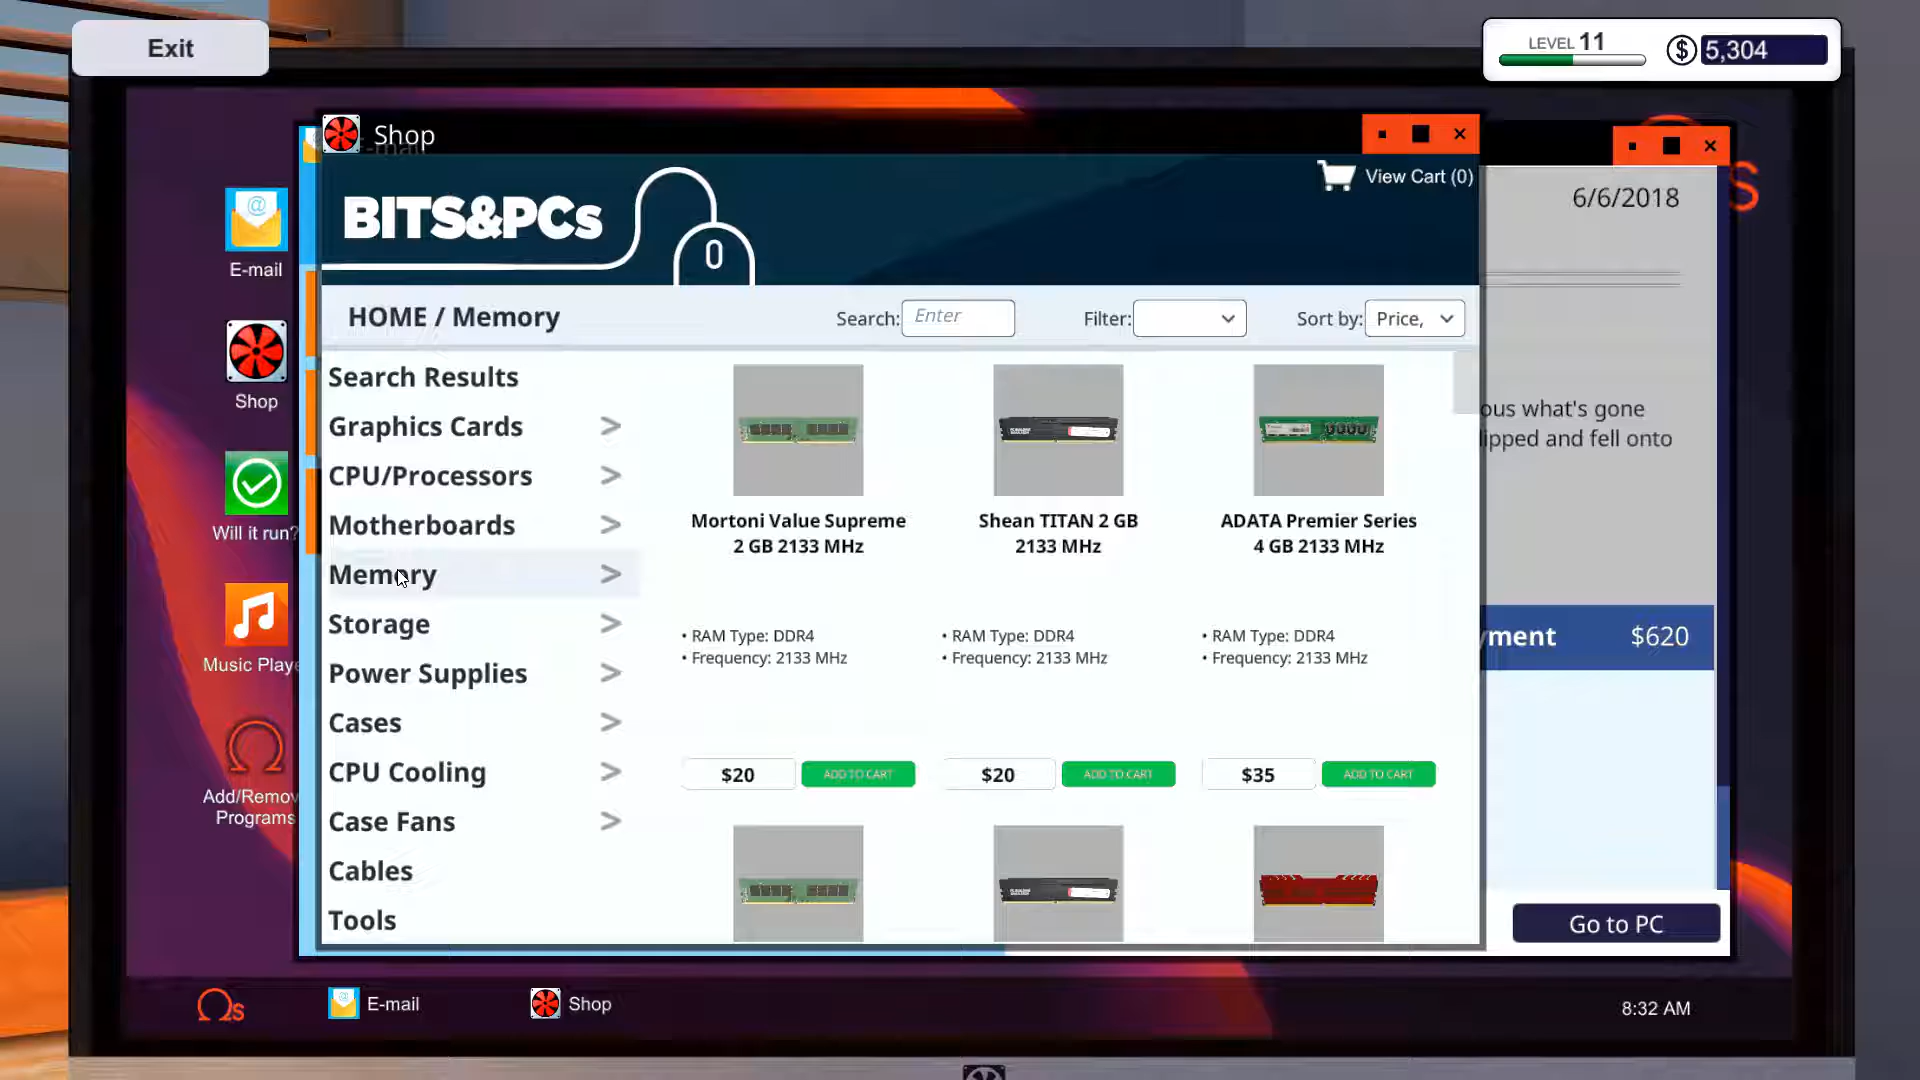 Exit
LEVEL 11
$ 5,304
Shop
View Cart (0)
BITS&PCs
6/6/2018
HOME / Memory
Search: Enter
Filter:
Sort by: Price,
Search Results
Graphics Cards >
CPU/Processors >
Motherboards >
Memory >
Storage >
Power Supplies >
Cases >
CPU Cooling >
Case Fans >
Cables
Tools
Mortoni Value Supreme
2 GB 2133 MHz
• RAM Type: DDR4
• Frequency: 2133 MHz
$20
ADD TO CART
Shean TITAN 2 GB
2133 MHz
• RAM Type: DDR4
• Frequency: 2133 MHz
$20
ADD TO CART
ADATA Premier Series
4 GB 2133 MHz
• RAM Type: DDR4
• Frequency: 2133 MHz
$35
ADD TO CART
ous what's gone
lipped and fell onto
yment $620
Go to PC
E-mail
Shop
Will it run?
Music Playe
Add/Remov
Programs
Ωs
E-mail
Shop
8:32 AM